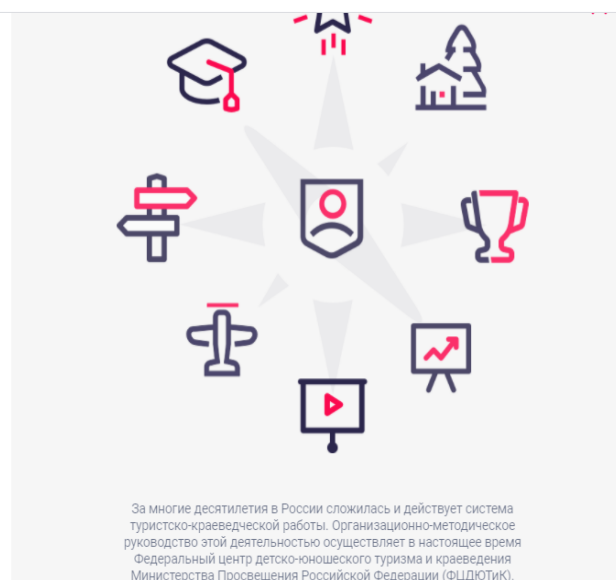 За многие десятилетия в России сложилась и действует система
туристско-краеведческой работы. Организационно-методическое
руководство этой деятельностью осуществляет в настоящее время
Федеральный центр детско-юношеского туризма и краеведения
Министерства Просвещения Российской Федерации (ФЦДЮТиК).